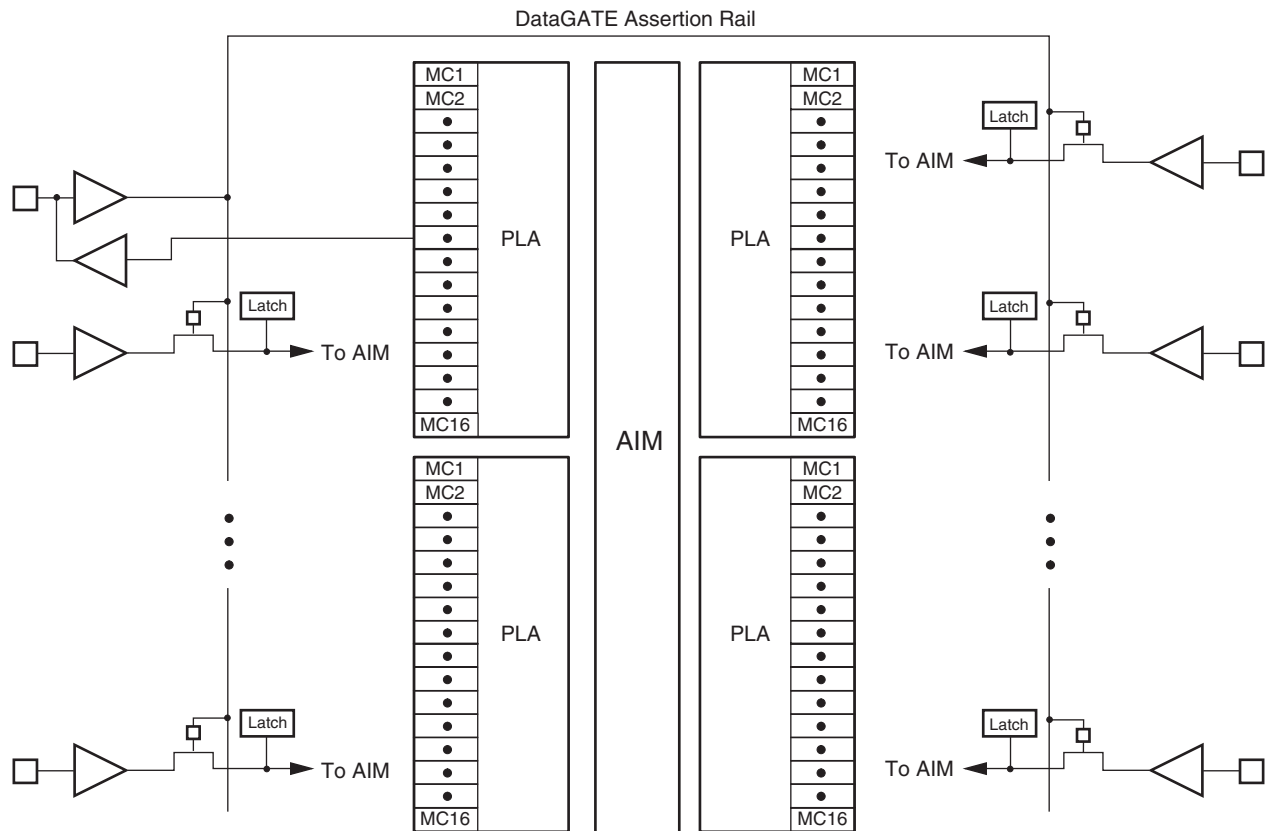 DataGATE Assertion Rail
MC1
MC2
PLA
MC16
MC1
MC2
PLA
MC16
AIM
MC1
MC2
PLA
MC16
MC1
MC2
PLA
MC16
Latch
To AIM
Latch
To AIM
Latch
To AIM
Latch
To AIM
Latch
To AIM